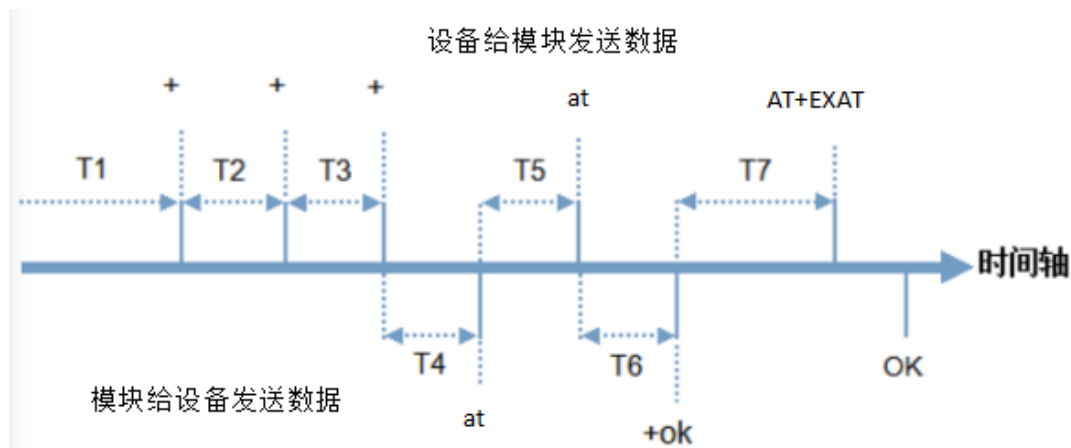 设备给模块发送数据
+ + +
at
AT+EXAT
T1 T2 T3 T5 T7
时间轴
T4 T6 OK
模块给设备发送数据
at
+ok